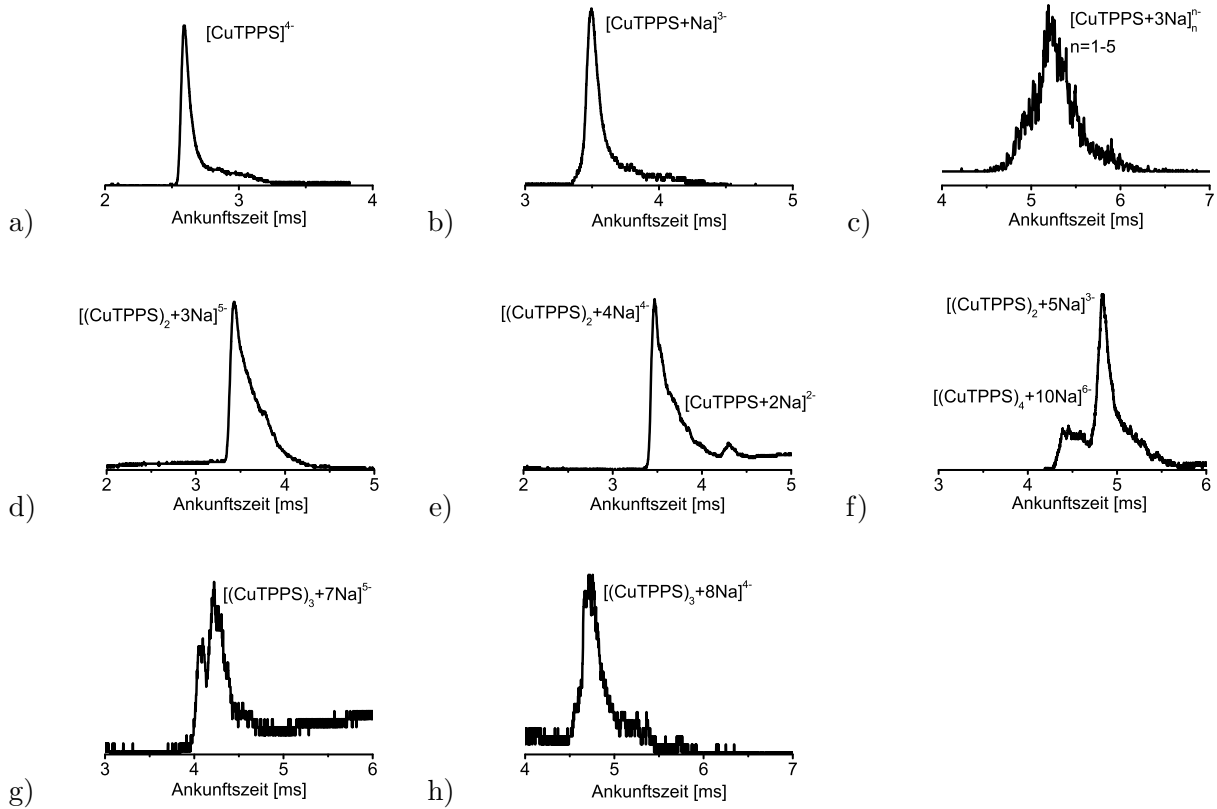 [CuTPPS]⁴⁻
2 3 4
Ankunftszeit [ms]
a)
[CuTPPS+Na]³⁻
3 4 5
Ankunftszeit [ms]
b)
[CuTPPS+3Na]ₙⁿ⁻
n=1-5
4 5 6 7
Ankunftszeit [ms]
c)
[(CuTPPS)₂+3Na]⁵⁻
2 3 4 5
Ankunftszeit [ms]
d)
[(CuTPPS)₂+4Na]⁴⁻
[CuTPPS+2Na]²⁻
2 3 4 5
Ankunftszeit [ms]
e)
[(CuTPPS)₂+5Na]³⁻
[(CuTPPS)₄+10Na]⁶⁻
3 4 5 6
Ankunftszeit [ms]
f)
[(CuTPPS)₃+7Na]⁵⁻
3 4 5 6
Ankunftszeit [ms]
g)
[(CuTPPS)₃+8Na]⁴⁻
4 5 6 7
Ankunftszeit [ms]
h)